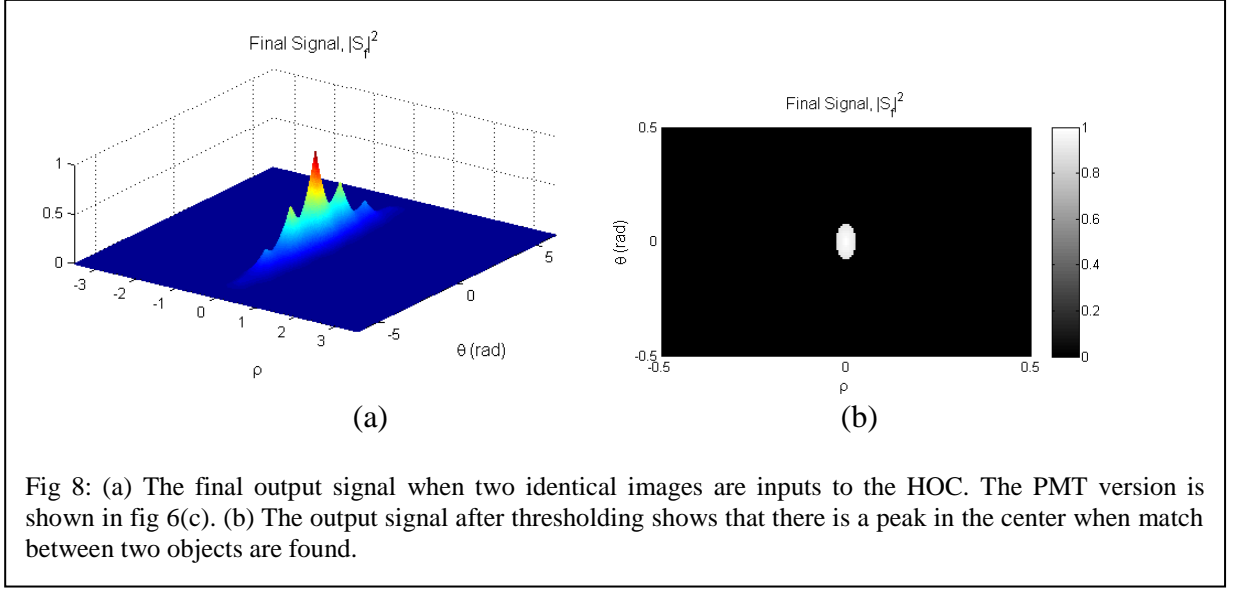 Final Signal, |S_f|²
1
0.5
0
-3
-2
-1
0
1
2
3
ρ
-5
0
5
θ (rad)
(a)
Final Signal, |S_f|²
0.5
0
-0.5
θ (rad)
-0.5
0
0.5
ρ
1
0.8
0.6
0.4
0.2
0
(b)
Fig 8: (a) The final output signal when two identical images are inputs to the HOC. The PMT version is
shown in fig 6(c). (b) The output signal after thresholding shows that there is a peak in the center when match
between two objects are found.